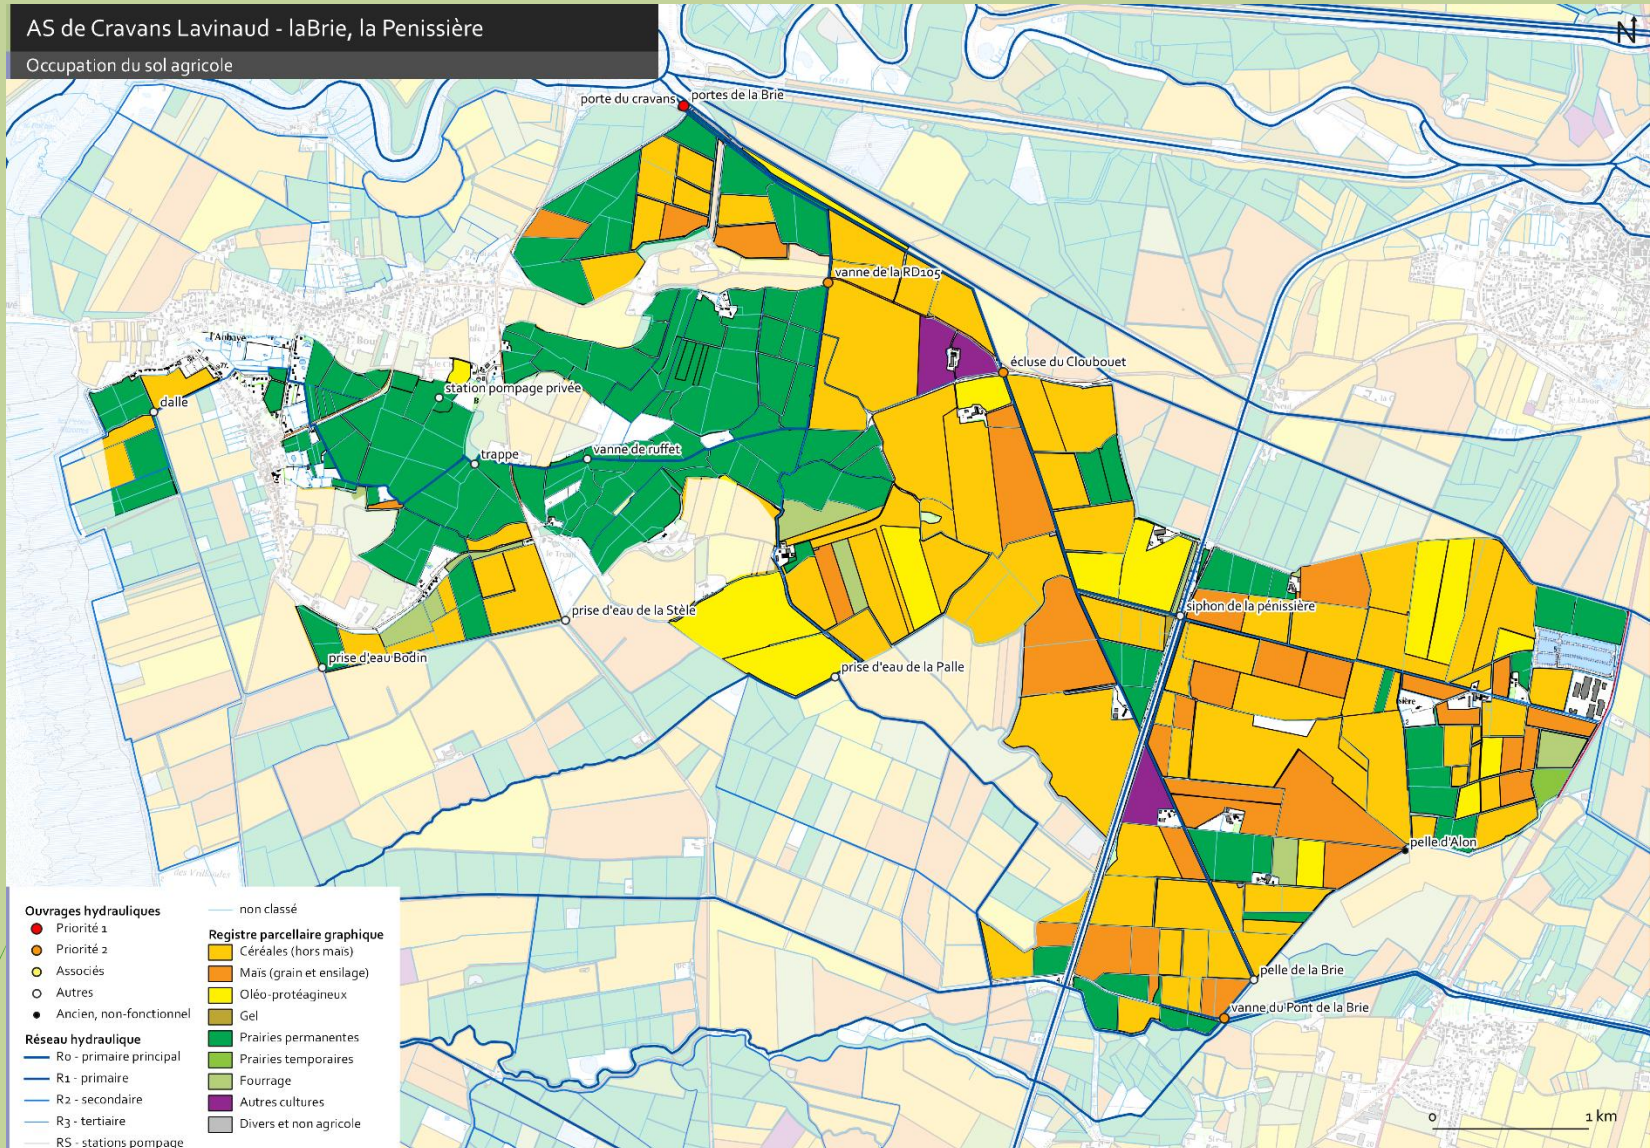 AS de Cravans Lavinaud - laBrie, la Penissière
Occupation du sol agricole
N
porte du cravans
portes de la Brie
vanne de la RD105
écluse du Cloubouet
l'Aubaye
station pompage privée
dalle
trappe
vanne de ruffet
prise d'eau de la Stèle
siphon de la pénissière
prise d'eau Bodin
prise d'eau de la Palle
pelle d'Alon
pelle de la Brie
vanne du Pont de la Brie
Ouvrages hydrauliques
Priorité 1
Priorité 2
Associés
Autres
Ancien, non-fonctionnel
Réseau hydraulique
R0 - primaire principal
R1 - primaire
R2 - secondaire
R3 - tertiaire
RS - stations pompage
non classé
Registre parcellaire graphique
Céréales (hors maïs)
Maïs (grain et ensilage)
Oléo-protéagineux
Gel
Prairies permanentes
Prairies temporaires
Fourrage
Autres cultures
Divers et non agricole
0
1 km